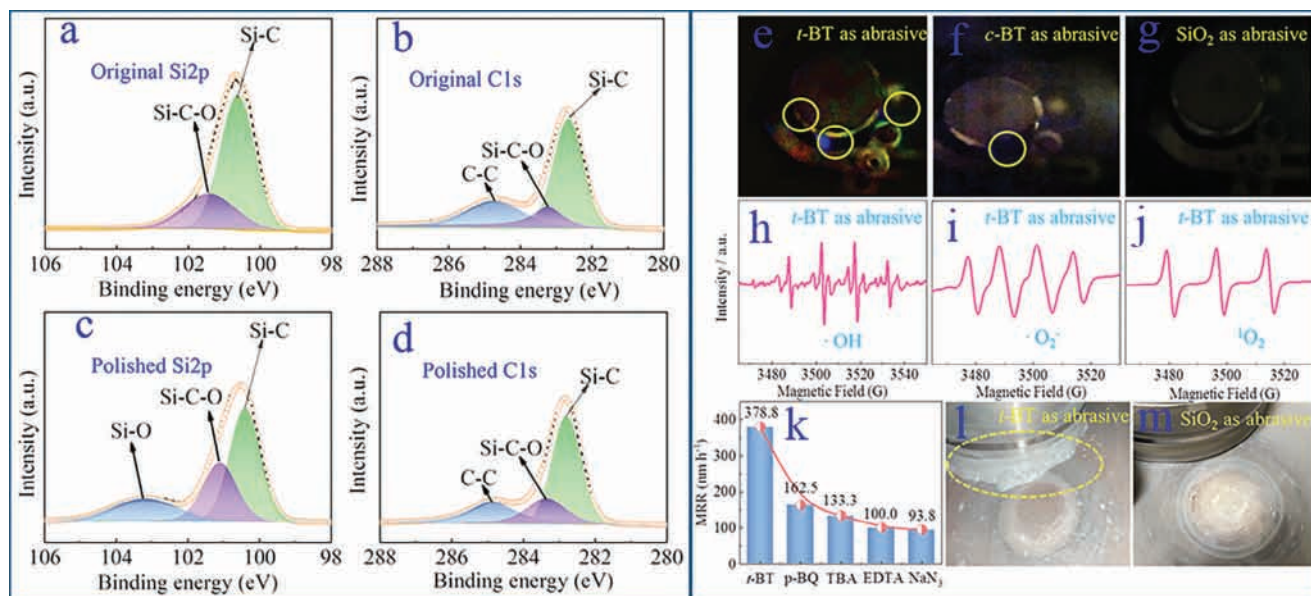 a
Original Si2p
Si-C
Si-C-O
Intensity (a.u.)
106 104 102 100 98
Binding energy (eV)
b
Original C1s
Si-C
Si-C-O
C-C
Intensity (a.u.)
288 286 284 282 280
Binding energy (eV)
c
Polished Si2p
Si-C
Si-C-O
Si-O
Intensity (a.u.)
106 104 102 100 98
Binding energy (eV)
d
Polished C1s
Si-C
Si-C-O
C-C
Intensity (a.u.)
288 286 284 282 280
Binding energy (eV)
e
t-BT as abrasive
f
c-BT as abrasive
g
SiO₂ as abrasive
h
t-BT as abrasive
Intensity / a.u.
· OH
3480 3510 3540
Magnetic Field (G)
i
t-BT as abrasive
· O₂⁻
3480 3500 3520
Magnetic Field (G)
j
t-BT as abrasive
¹O₂
3480 3500 3520
Magnetic Field (G)
k
MRR (nm h⁻¹)
400
300
200
100
0
378.8
162.5
133.3
100.0
93.8
t-BT p-BQ TBA EDTA NaN₃
l
t-BT as abrasive
m
SiO₂ as abrasive